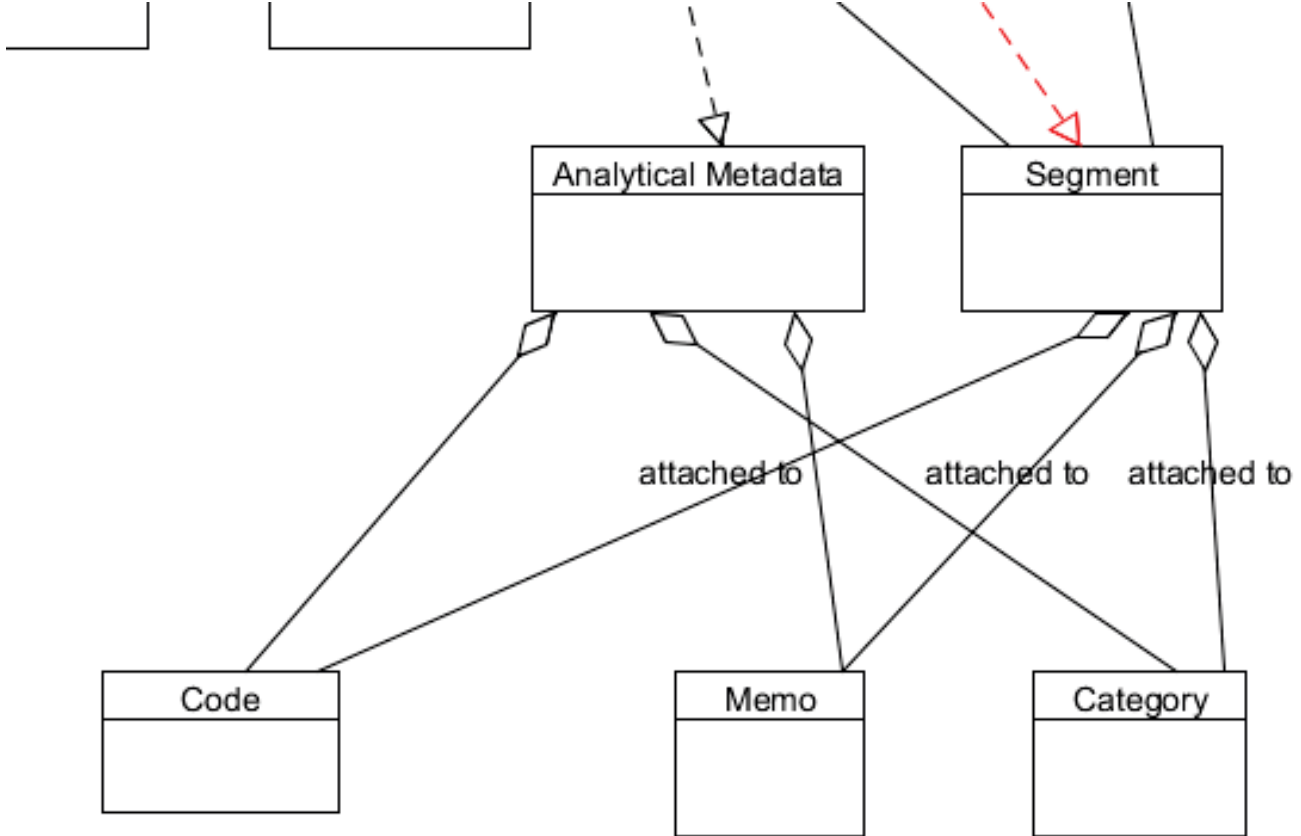 Analytical Metadata
Segment
attached to
attached to
attached to
Code
Memo
Category